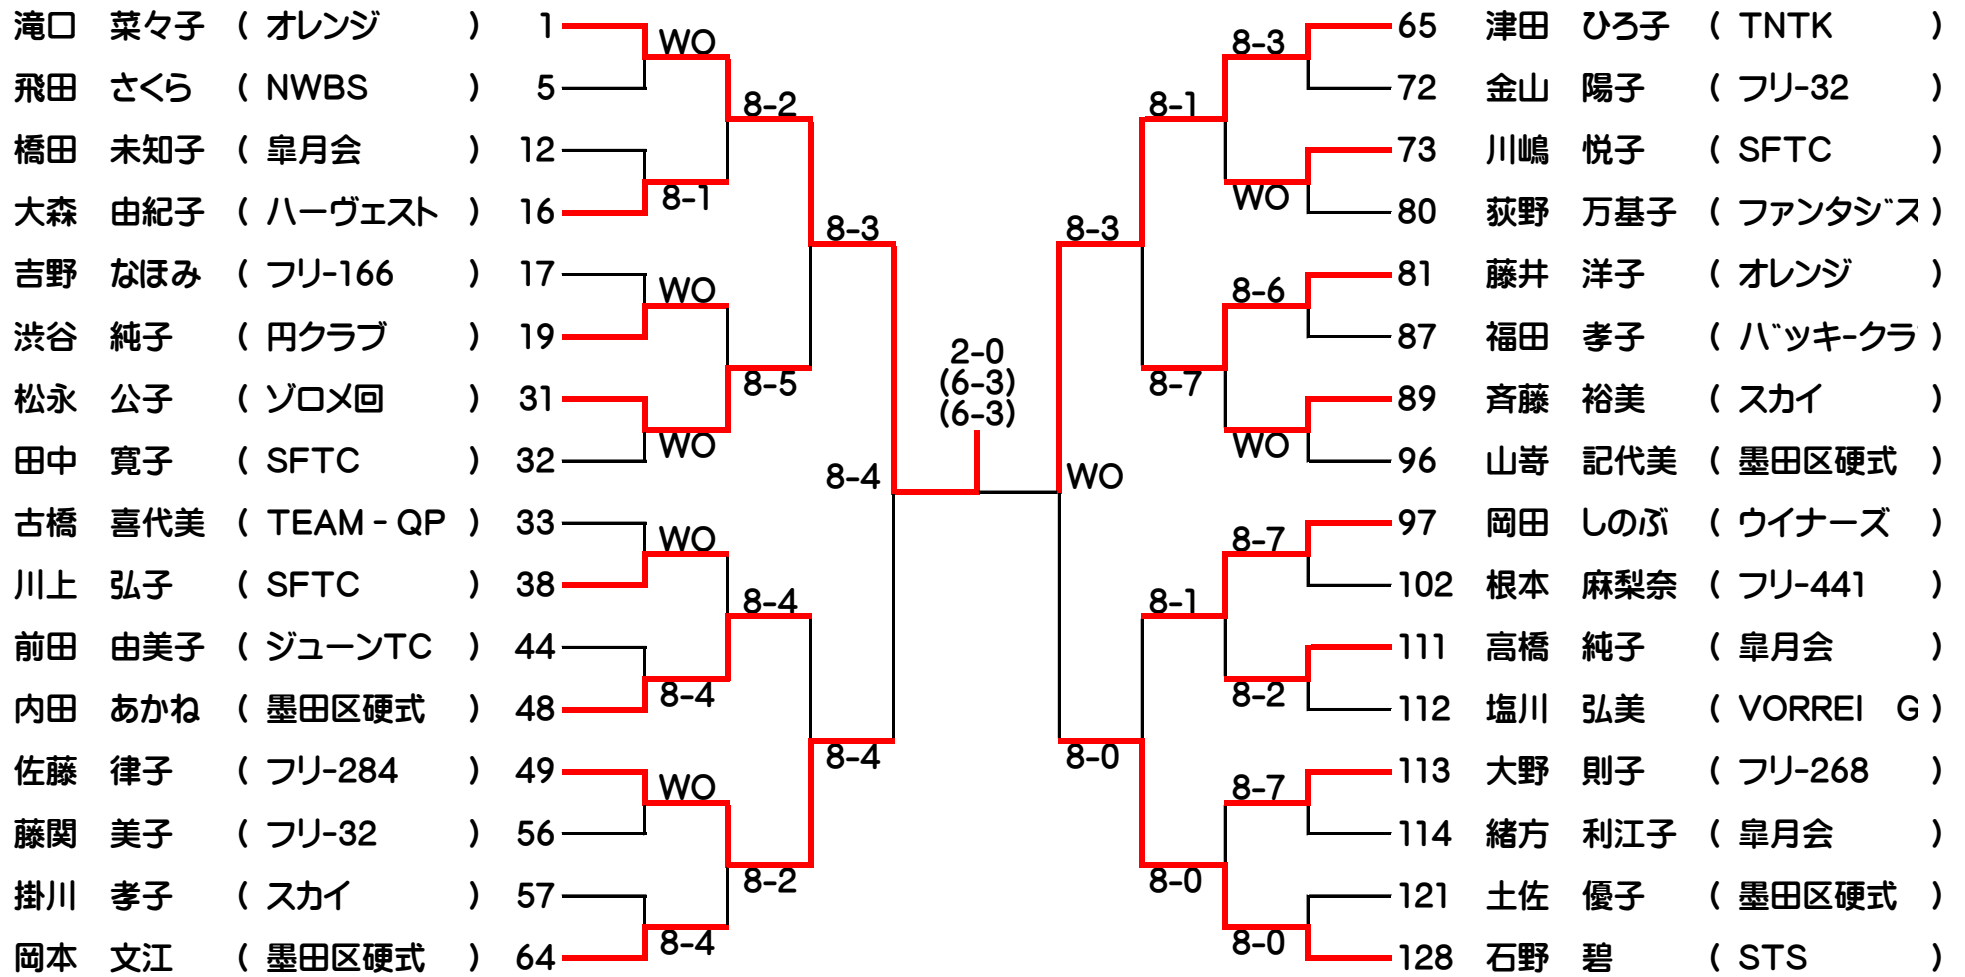 滝口 菜々子 ( オレンジ ) 1
飛田 さくら ( NWBS ) 5
橋田 未知子 ( 皐月会 ) 12
大森 由紀子 ( ハーヴェスト ) 16
吉野 なほみ ( フリ-166 ) 17
渋谷 純子 ( 円クラブ ) 19
松永 公子 ( ゾロメ回 ) 31
田中 寛子 ( SFTC ) 32
古橋 喜代美 ( TEAM - QP ) 33
川上 弘子 ( SFTC ) 38
前田 由美子 ( ジューンTC ) 44
内田 あかね ( 墨田区硬式 ) 48
佐藤 律子 ( フリ-284 ) 49
藤関 美子 ( フリ-32 ) 56
掛川 孝子 ( スカイ ) 57
岡本 文江 ( 墨田区硬式 ) 64
WO
8-1
WO
WO
WO
8-4
WO
8-4
8-2
8-5
8-4
8-2
8-3
8-4
8-4
2-0
(6-3)
(6-3)
WO
8-3
8-0
8-1
8-7
8-1
8-0
8-3
WO
8-6
WO
8-7
8-2
8-7
8-0
65 津田 ひろ子 ( TNTK )
72 金山 陽子 ( フリ-32 )
73 川嶋 悦子 ( SFTC )
80 荻野 万基子 ( ファンタシ゛ス )
81 藤井 洋子 ( オレンジ )
87 福田 孝子 ( ハ゛ッキ-クラ )
89 斉藤 裕美 ( スカイ )
96 山嵜 記代美 ( 墨田区硬式 )
97 岡田 しのぶ ( ウイナーズ )
102 根本 麻梨奈 ( フリ-441 )
111 高橋 純子 ( 皐月会 )
112 塩川 弘美 ( VORREI G )
113 大野 則子 ( フリ-268 )
114 緒方 利江子 ( 皐月会 )
121 土佐 優子 ( 墨田区硬式 )
128 石野 碧 ( STS )